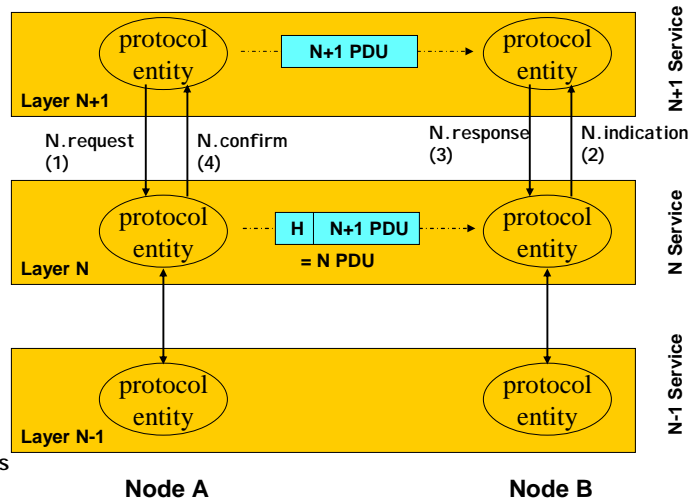 protocol
entity
N+1 PDU
protocol
entity
Layer N+1
N+1 Service
N.request
(1)
N.confirm
(4)
N.response
(3)
N.indication
(2)
protocol
entity
H N+1 PDU
= N PDU
protocol
entity
Layer N
N Service
protocol
entity
protocol
entity
Layer N-1
N-1 Service
s
Node A
Node B